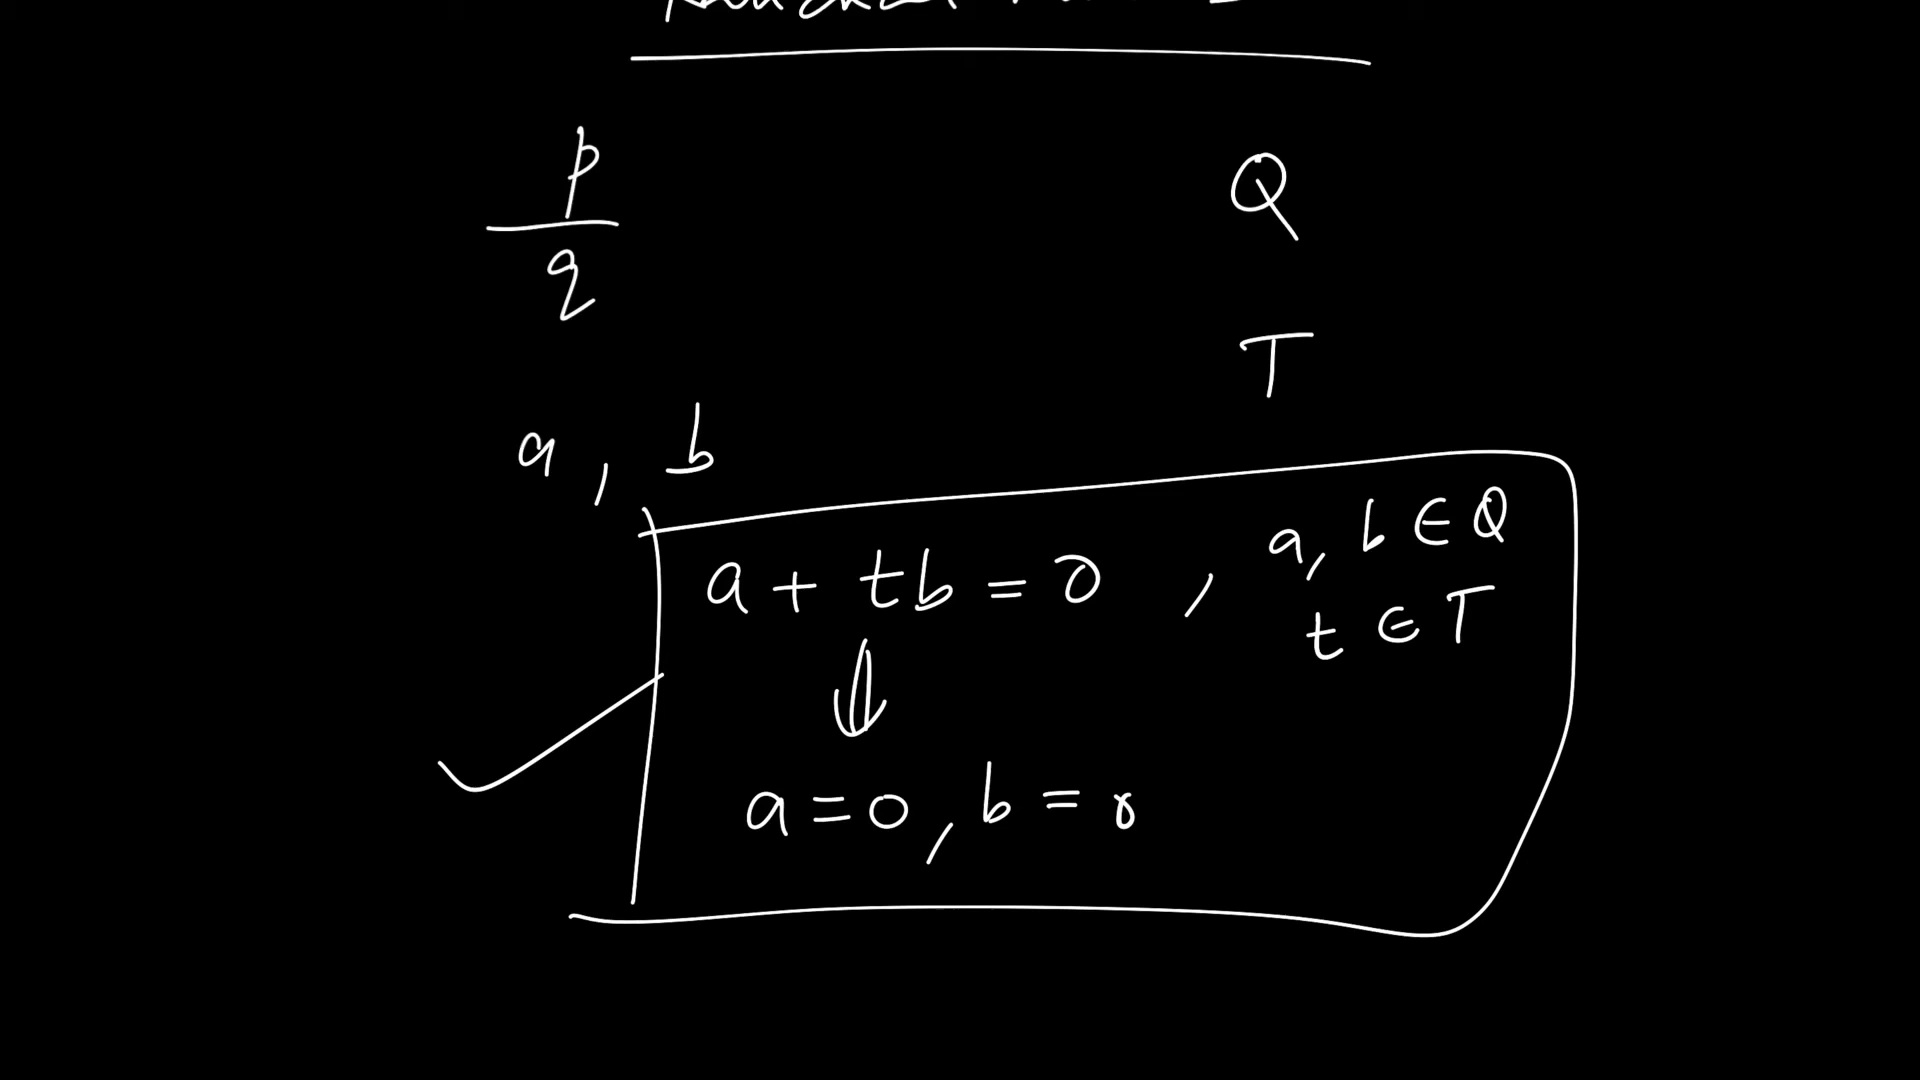 p
q
Q
T
a , b
a + tb = 0 , a, b ∈ Q
t ∈ T
⇓
a = 0 , b = 0